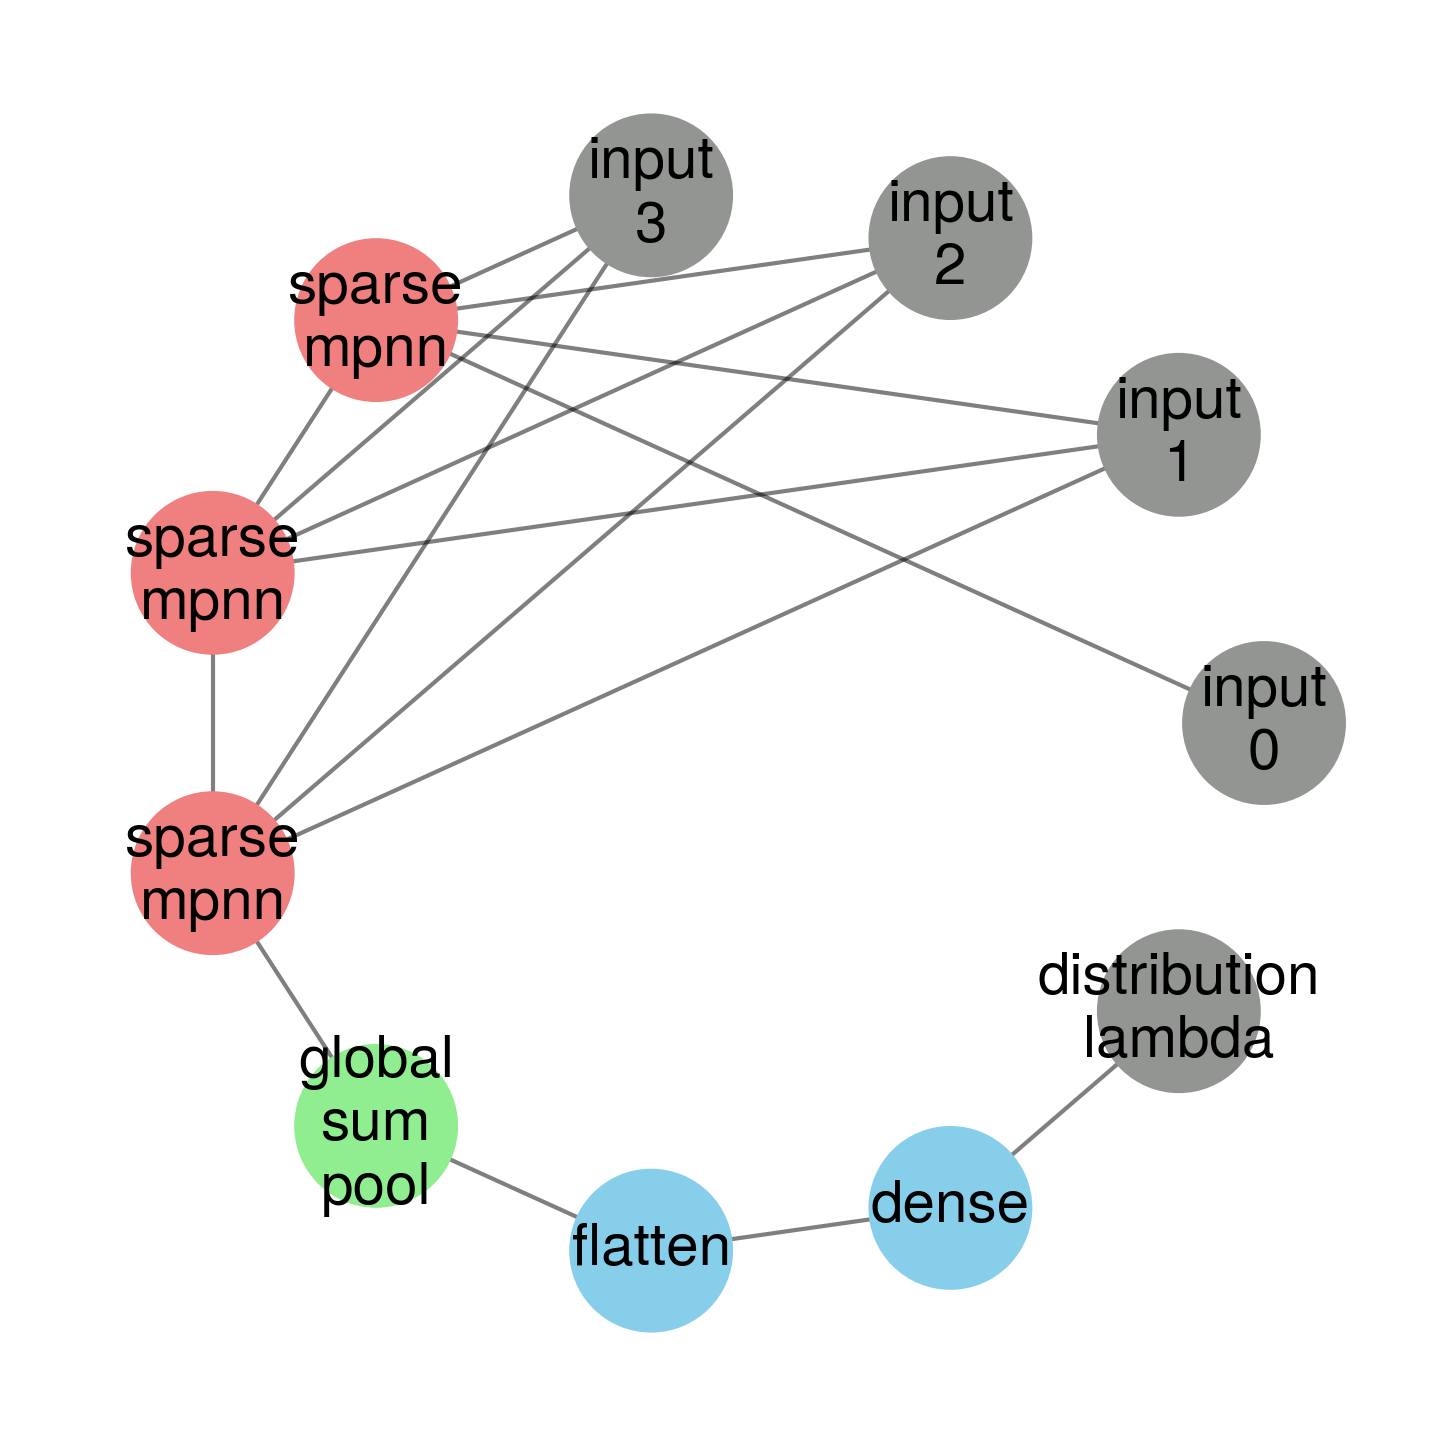 input
3
input
2
sparse
mpnn
input
1
sparse
mpnn
input
0
sparse
mpnn
distribution
lambda
global
sum
pool
dense
flatten